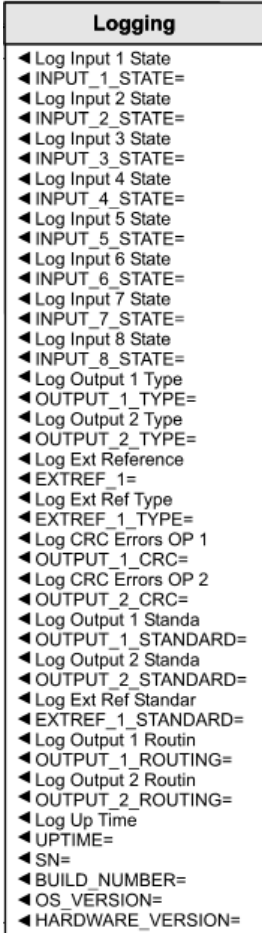 Logging
◄ Log Input 1 State
◄ INPUT_1_STATE=
◄ Log Input 2 State
◄ INPUT_2_STATE=
◄ Log Input 3 State
◄ INPUT_3_STATE=
◄ Log Input 4 State
◄ INPUT_4_STATE=
◄ Log Input 5 State
◄ INPUT_5_STATE=
◄ Log Input 6 State
◄ INPUT_6_STATE=
◄ Log Input 7 State
◄ INPUT_7_STATE=
◄ Log Input 8 State
◄ INPUT_8_STATE=
◄ Log Output 1 Type
◄ OUTPUT_1_TYPE=
◄ Log Output 2 Type
◄ OUTPUT_2_TYPE=
◄ Log Ext Reference
◄ EXTREF_1=
◄ Log Ext Ref Type
◄ EXTREF_1_TYPE=
◄ Log CRC Errors OP 1
◄ OUTPUT_1_CRC=
◄ Log CRC Errors OP 2
◄ OUTPUT_2_CRC=
◄ Log Output 1 Standa
◄ OUTPUT_1_STANDARD=
◄ Log Output 2 Standa
◄ OUTPUT_2_STANDARD=
◄ Log Ext Ref Standar
◄ EXTREF_1_STANDARD=
◄ Log Output 1 Routin
◄ OUTPUT_1_ROUTING=
◄ Log Output 2 Routin
◄ OUTPUT_2_ROUTING=
◄ Log Up Time
◄ UPTIME=
◄ SN=
◄ BUILD_NUMBER=
◄ OS_VERSION=
◄ HARDWARE_VERSION=